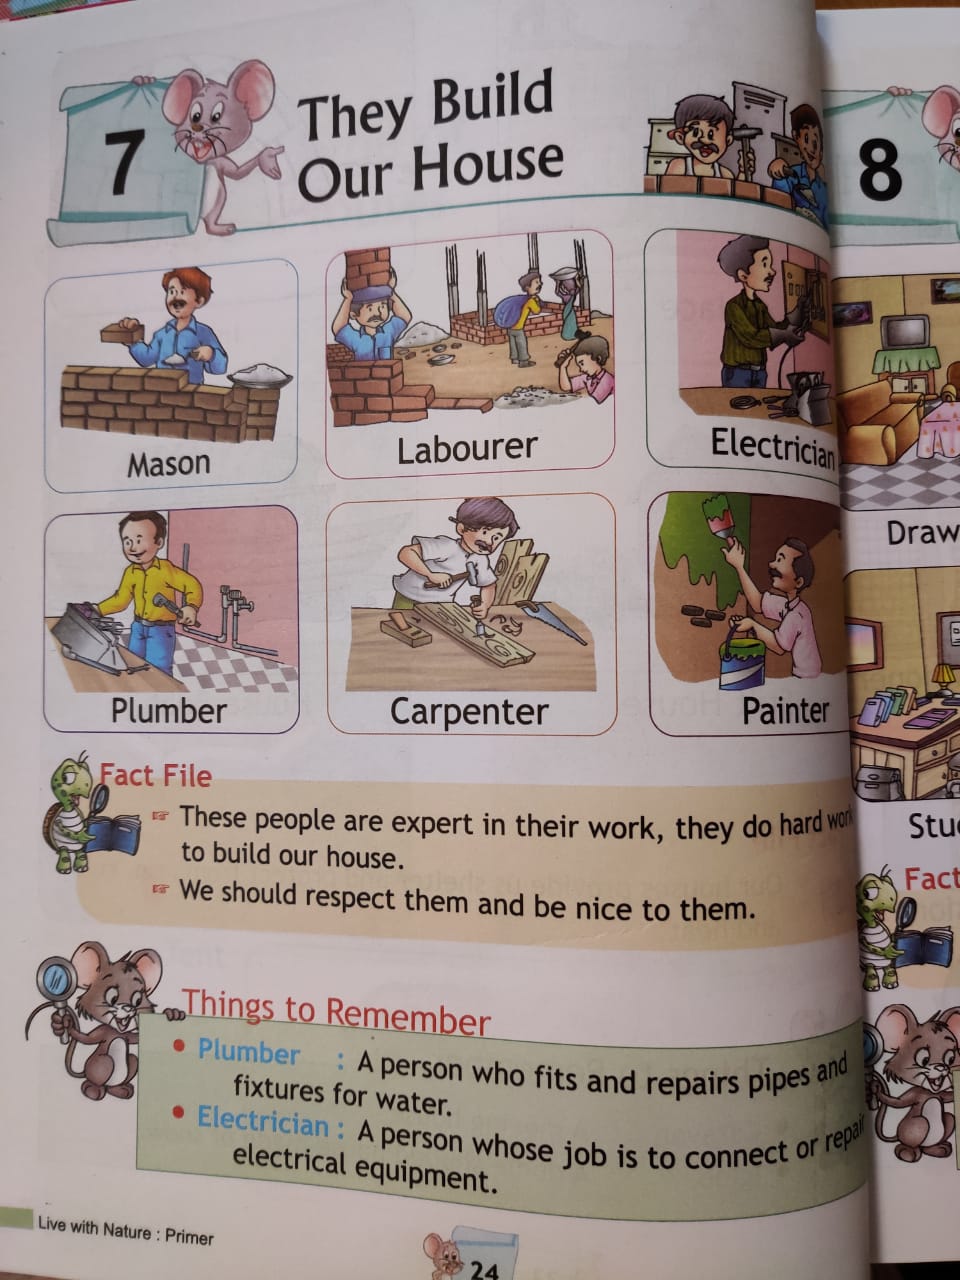 7
They Build
Our House
Mason
Labourer
Electrician
Plumber
Carpenter
Painter
Fact File
These people are expert in their work, they do hard work
to build our house.
We should respect them and be nice to them.
Things to Remember
• Plumber : A person who fits and repairs pipes and
fixtures for water.
• Electrician : A person whose job is to connect or repair
electrical equipment.
Live with Nature : Primer
24
8
Draw
Stu
Fact